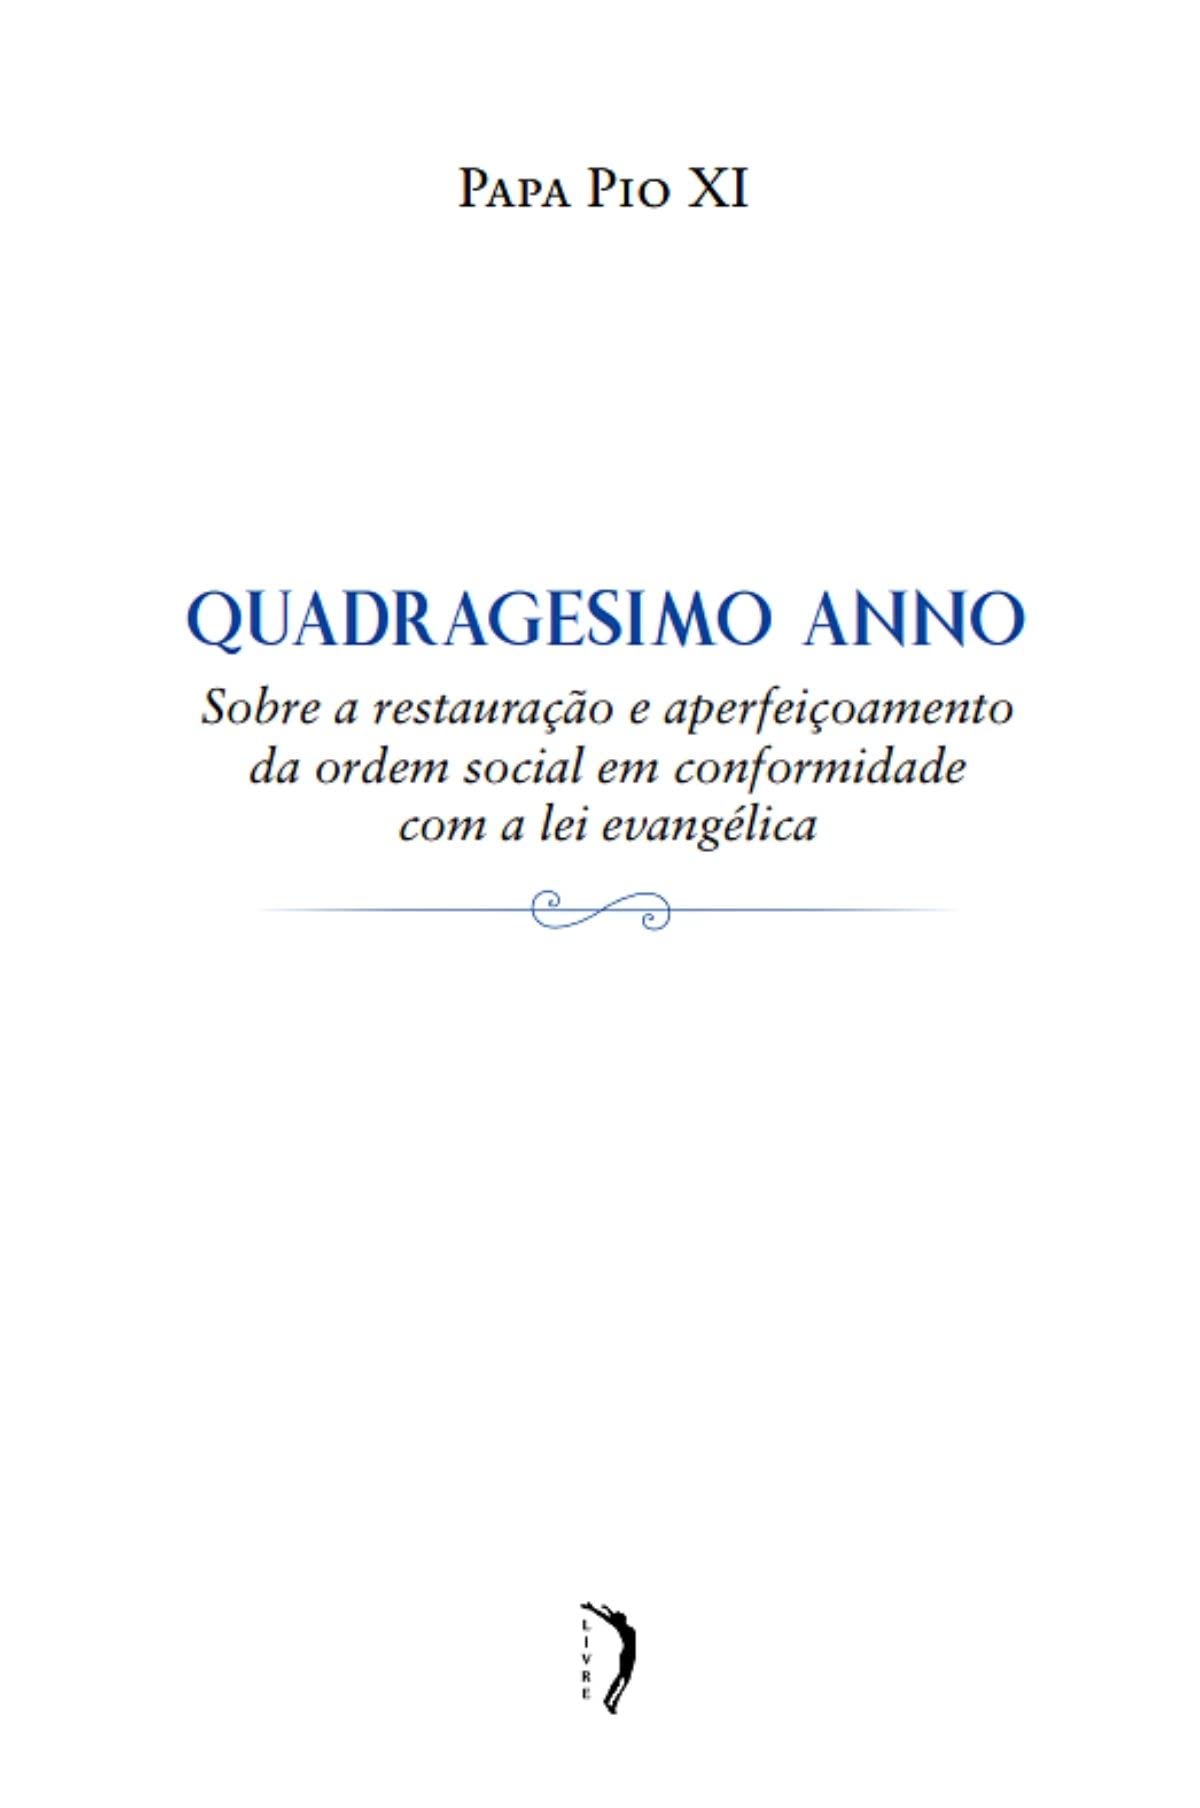 Papa Pio XI
QUADRAGESIMO ANNO
Sobre a restauração e aperfeiçoamento
da ordem social em conformidade
com a lei evangélica
LIVRE